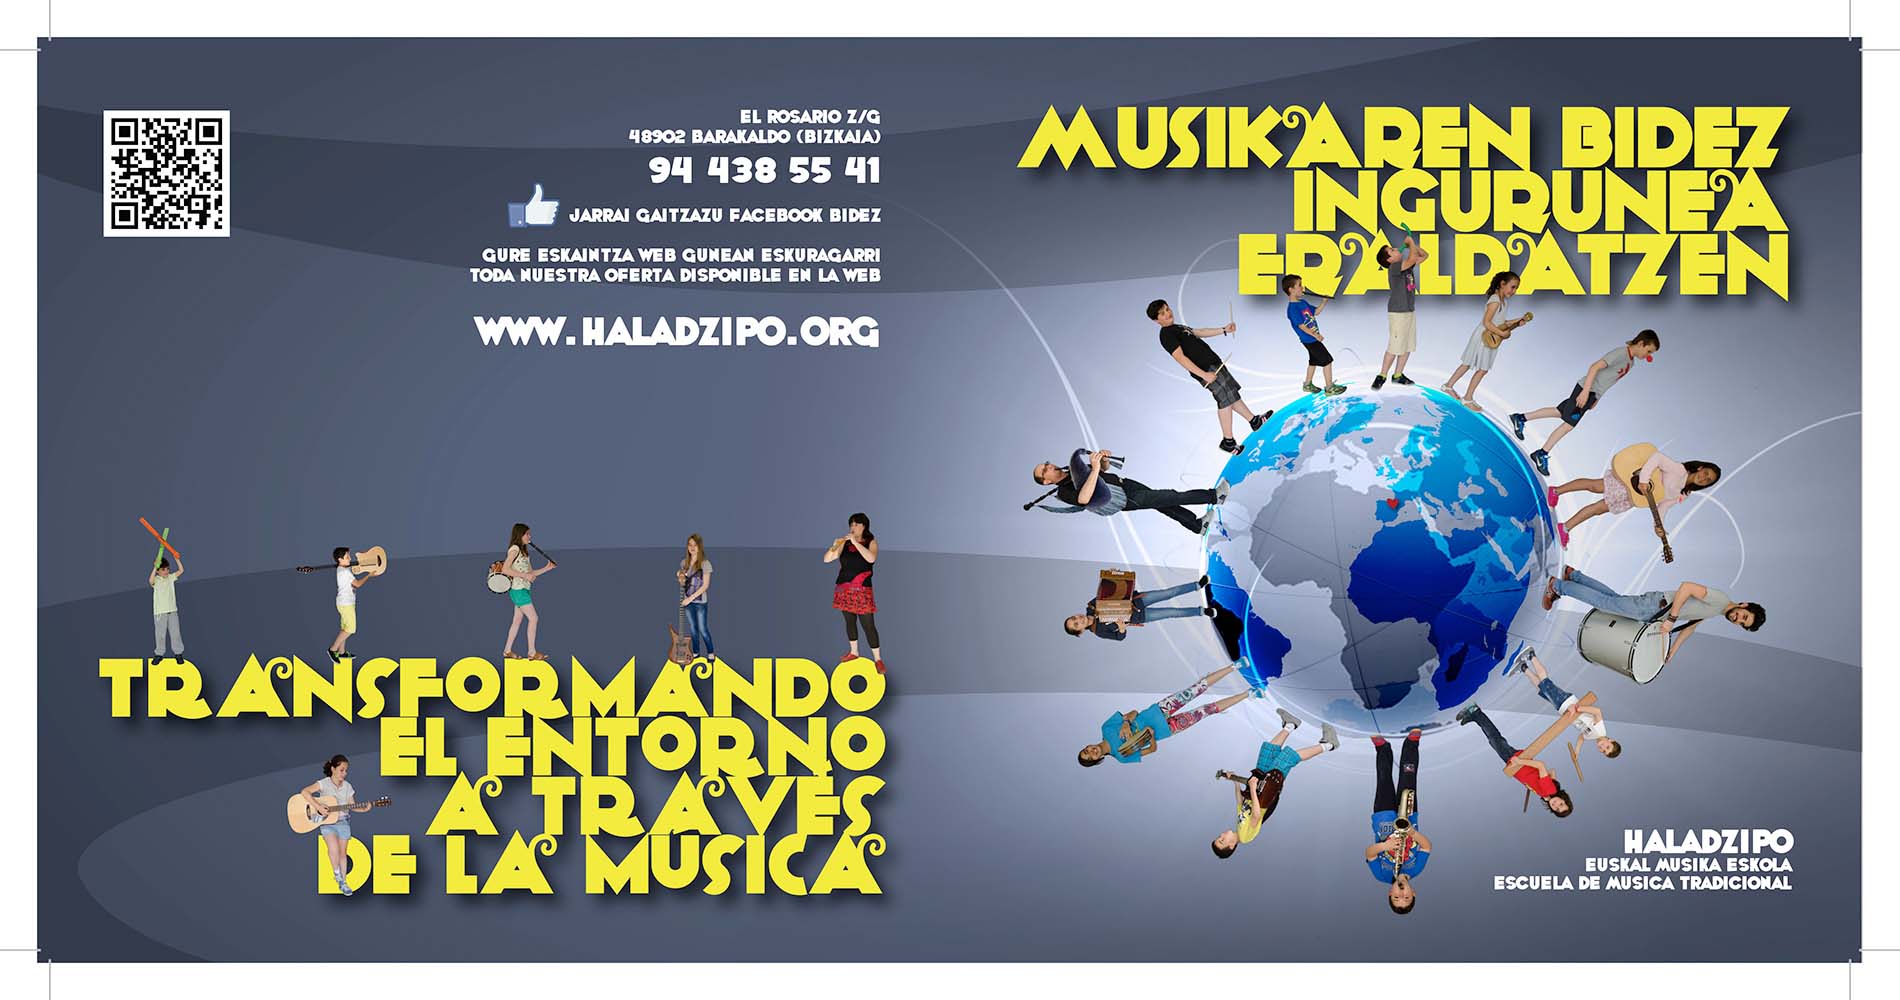 EL ROSARIO Z/G
48902 BARAKALDO (BIZKAIA)
94 438 55 41
JARRAI GAITZAZU FACEBOOK BIDEZ
GURE ESKAINTZA WEB GUNEAN ESKURAGARRI
TODA NUESTRA OFERTA DISPONIBLE EN LA WEB
WWW.HALADZIPO.ORG
TRANSFORMANDO
EL ENTORNO
A TRAVÉS
DE LA MÚSICA
MUSIKAREN BIDEZ
INGURUNEA
ERALDATZEN
HALADZIPO
EUSKAL MUSIKA ESKOLA
ESCUELA DE MUSICA TRADICIONAL